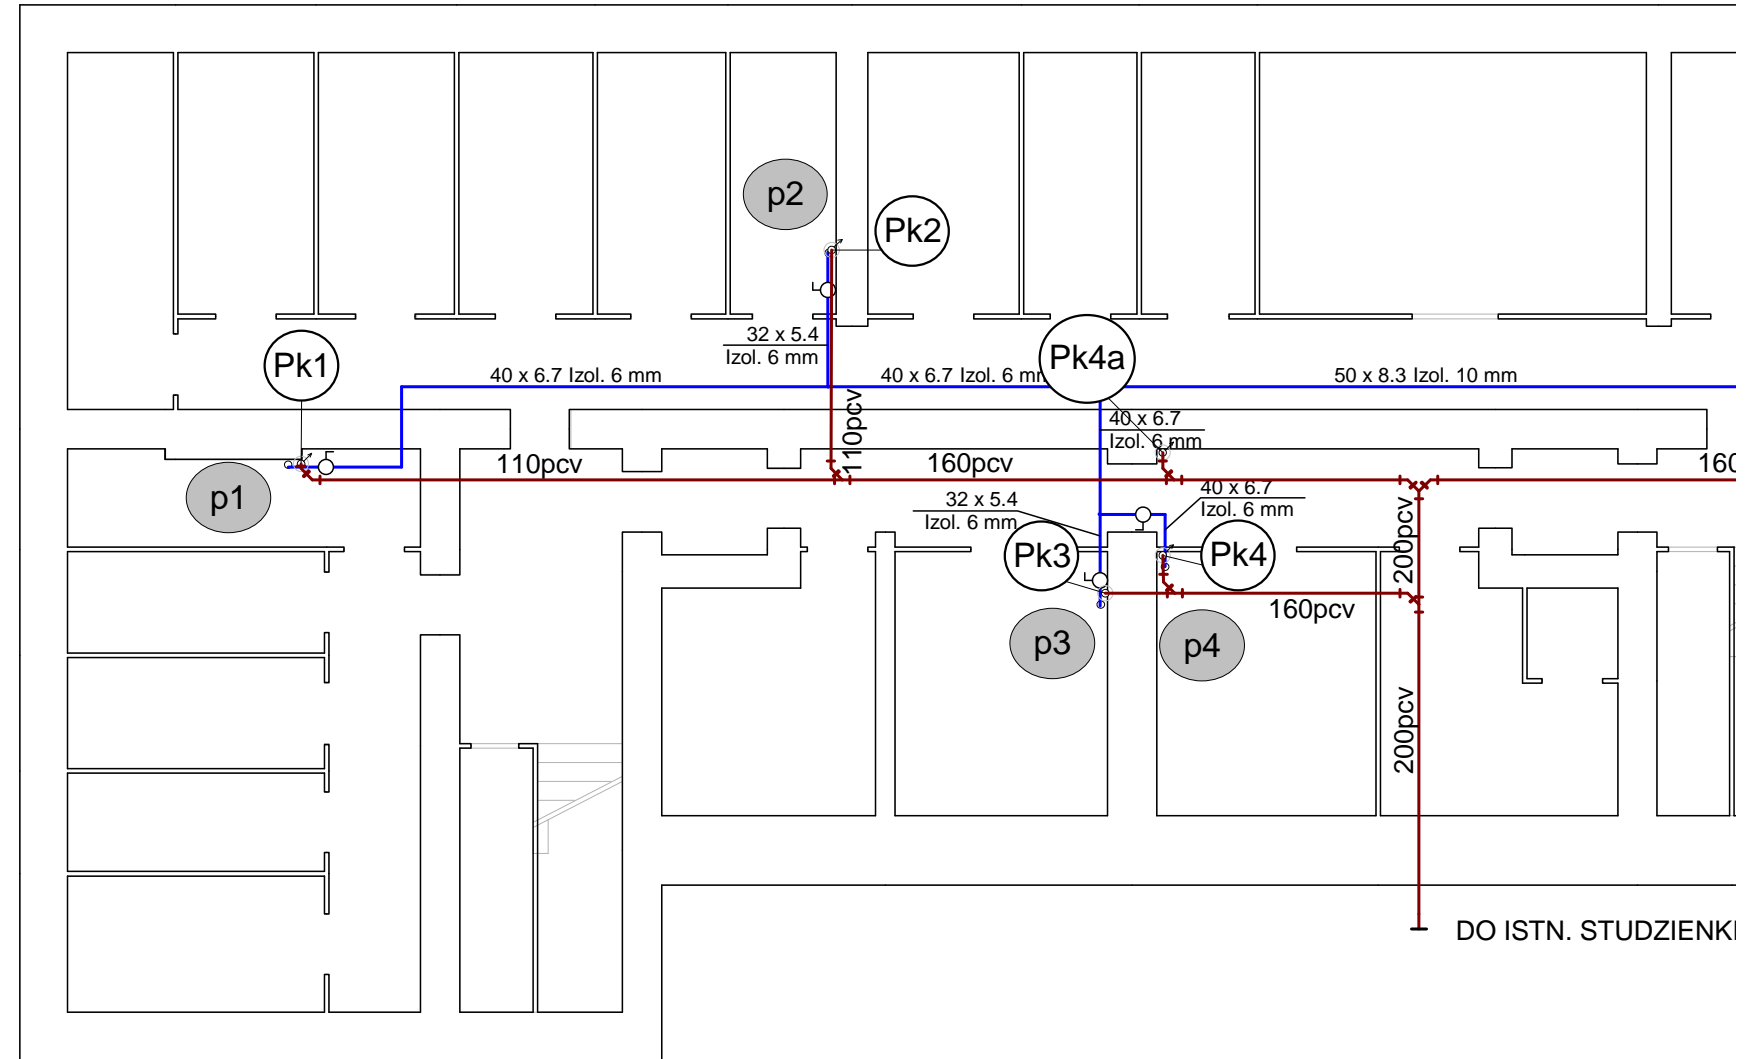 p2
Pk2
32 x 5.4
Izol. 6 mm
Pk1
Pk4a
40 x 6.7 Izol. 6 mm
40 x 6.7 Izol. 6 mm
50 x 8.3 Izol. 10 mm
110pcv
40 x 6.7
Izol. 6 mm
110pcv
160pcv
160
p1
32 x 5.4
Izol. 6 mm
40 x 6.7
Izol. 6 mm
200pcv
Pk3
Pk4
160pcv
p3
p4
200pcv
DO ISTN. STUDZIENKI